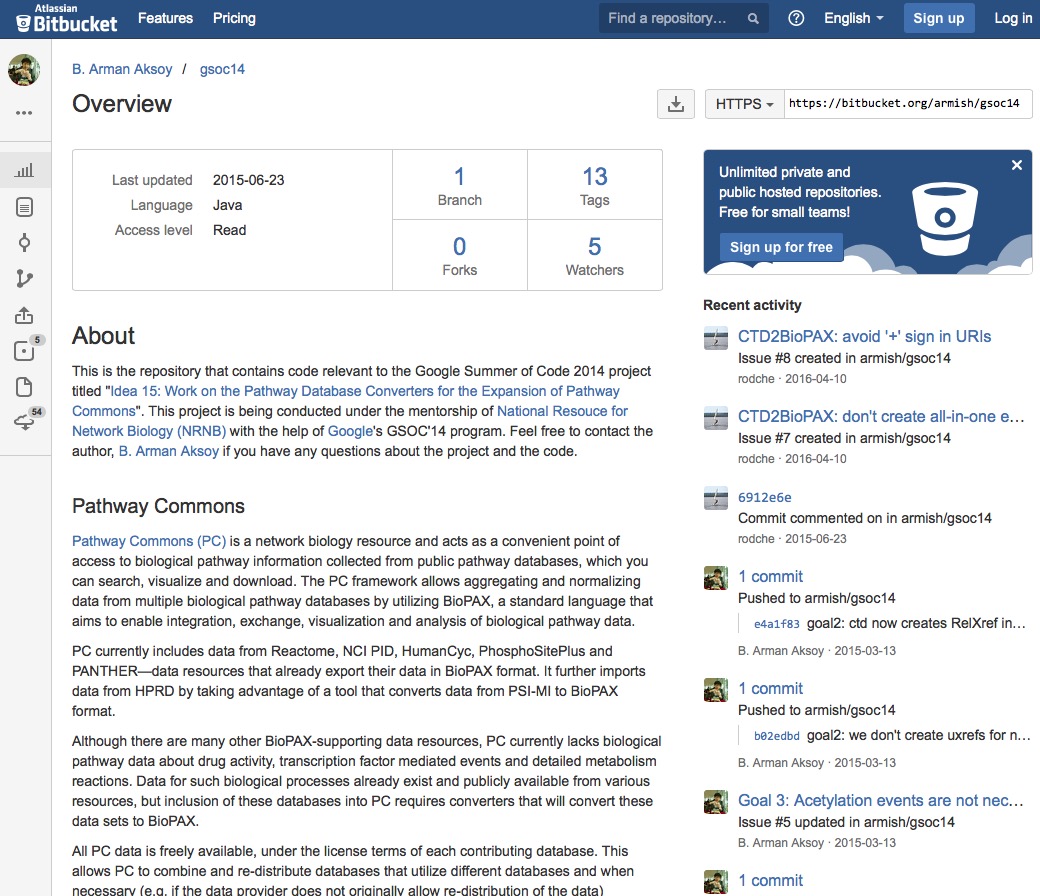 Atlassian
Bitbucket
Features
Pricing
Find a repository...
English
Sign up
Log in
B. Arman Aksoy / gsoc14
Overview
HTTPS
https://bitbucket.org/armish/gsoc14
Last updated 2015-06-23
Language Java
Access level Read
1
Branch
13
Tags
0
Forks
5
Watchers
5
54
About
This is the repository that contains code relevant to the Google Summer of Code 2014 project
titled "Idea 15: Work on the Pathway Database Converters for the Expansion of Pathway
Commons". This project is being conducted under the mentorship of National Resouce for
Network Biology (NRNB) with the help of Google's GSOC'14 program. Feel free to contact the
author, B. Arman Aksoy if you have any questions about the project and the code.
Pathway Commons
Pathway Commons (PC) is a network biology resource and acts as a convenient point of
access to biological pathway information collected from public pathway databases, which you
can search, visualize and download. The PC framework allows aggregating and normalizing
data from multiple biological pathway databases by utilizing BioPAX, a standard language that
aims to enable integration, exchange, visualization and analysis of biological pathway data.
PC currently includes data from Reactome, NCI PID, HumanCyc, PhosphoSitePlus and
PANTHER—data resources that already export their data in BioPAX format. It further imports
data from HPRD by taking advantage of a tool that converts data from PSI-MI to BioPAX
format.
Although there are many other BioPAX-supporting data resources, PC currently lacks biological
pathway data about drug activity, transcription factor mediated events and detailed metabolism
reactions. Data for such biological processes already exist and publicly available from various
resources, but inclusion of these databases into PC requires converters that will convert these
data sets to BioPAX.
All PC data is freely available, under the license terms of each contributing database. This
allows PC to combine and re-distribute databases that utilize different databases and when
necessary (e.g. if the data provider does not originally allow re-distribution of the data)
Unlimited private and
public hosted repositories.
Free for small teams!
Sign up for free
Recent activity
CTD2BioPAX: avoid '+' sign in URIs
Issue #8 created in armish/gsoc14
rodche · 2016-04-10
CTD2BioPAX: don't create all-in-one e...
Issue #7 created in armish/gsoc14
rodche · 2016-04-10
6912e6e
Commit commented on in armish/gsoc14
rodche · 2015-06-23
1 commit
Pushed to armish/gsoc14
e4a1f83 goal2: ctd now creates RelXref in...
B. Arman Aksoy · 2015-03-13
1 commit
Pushed to armish/gsoc14
b02edbd goal2: we don't create uxrefs for n...
B. Arman Aksoy · 2015-03-13
Goal 3: Acetylation events are not nec...
Issue #5 updated in armish/gsoc14
B. Arman Aksoy · 2015-03-13
1 commit